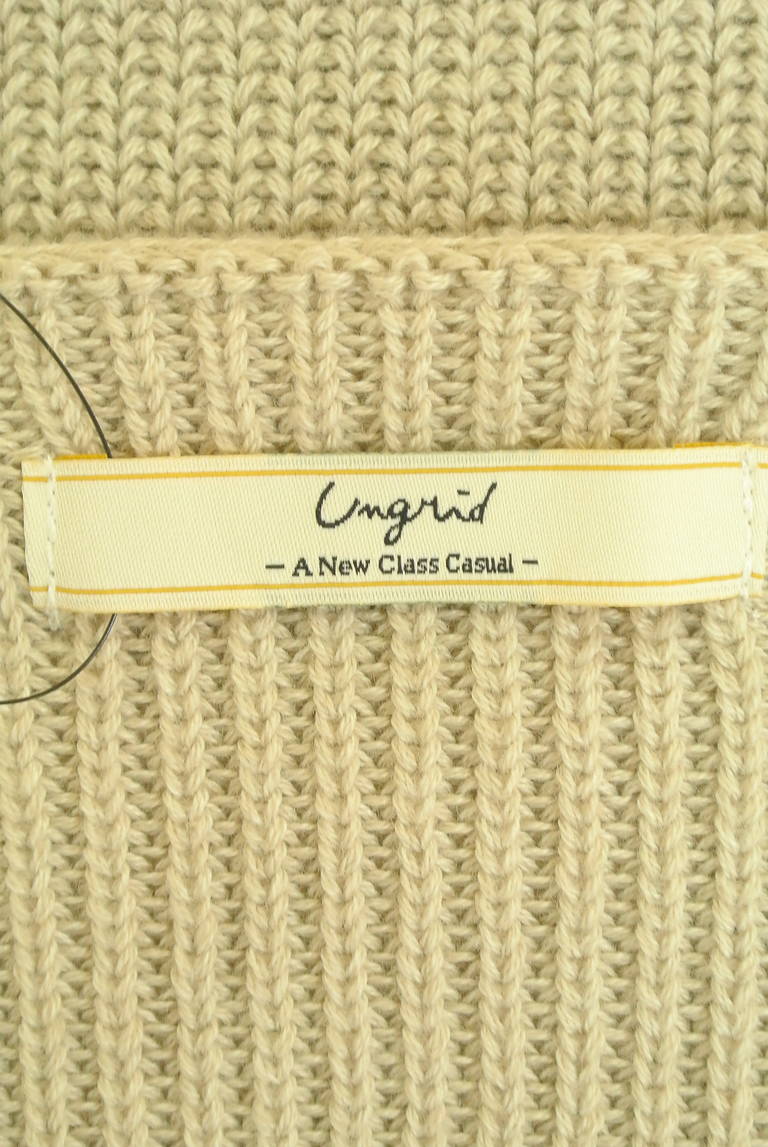 Ungrid
– A New Class Casual –